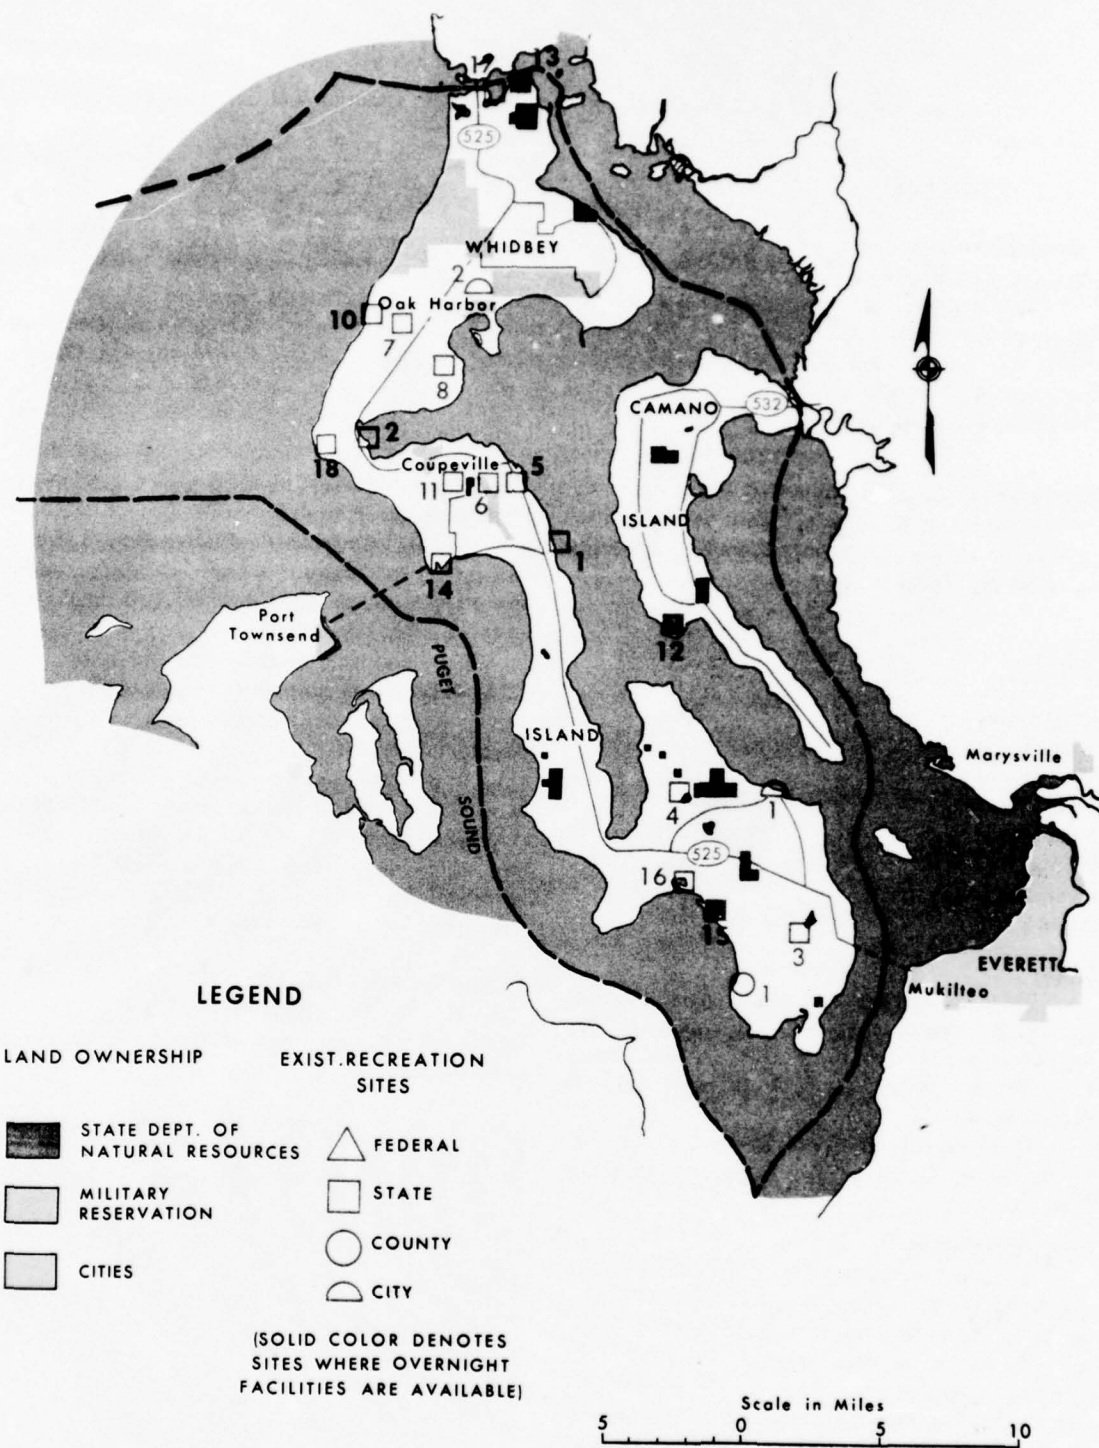 17
3
525
WHIDBEY
2
Oak Harbor
10
7
8
CAMANO
532
2
18
Coupeville
5
11
6
ISLAND
1
14
Port
Townsend
12
PUGET
ISLAND
Marysville
4
1
SOUND
525
16
15
3
EVERETT
1
Mukilteo
LEGEND
LAND OWNERSHIP
EXIST. RECREATION
SITES
STATE DEPT. OF
NATURAL RESOURCES
FEDERAL
MILITARY
RESERVATION
STATE
COUNTY
CITIES
CITY
(SOLID COLOR DENOTES
SITES WHERE OVERNIGHT
FACILITIES ARE AVAILABLE)
Scale in Miles
5 0 5 10